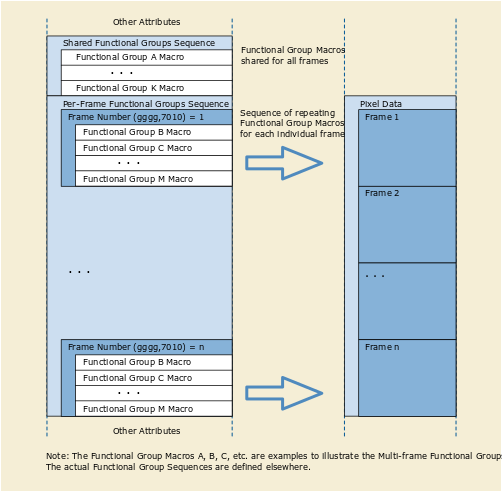 Other Attributes
Shared Functional Groups Sequence
Functional Group A Macro
. . .
Functional Group K Macro
Functional Group Macros
shared for all frames
Per-Frame Functional Groups Sequence
Frame Number (gggg,7010) = 1
Functional Group B Macro
Functional Group C Macro
. . .
Functional Group M Macro
Sequence of repeating
Functional Group Macros
for each individual frame
Pixel Data
Frame 1
Frame 2
. . .
. . .
Frame Number (gggg,7010) = n
Functional Group B Macro
Functional Group C Macro
. . .
Functional Group M Macro
Frame n
Other Attributes
Note: The Functional Group Macros A, B, C, etc. are examples to illustrate the Multi-frame Functional Group
The actual Functional Group Sequences are defined elsewhere.